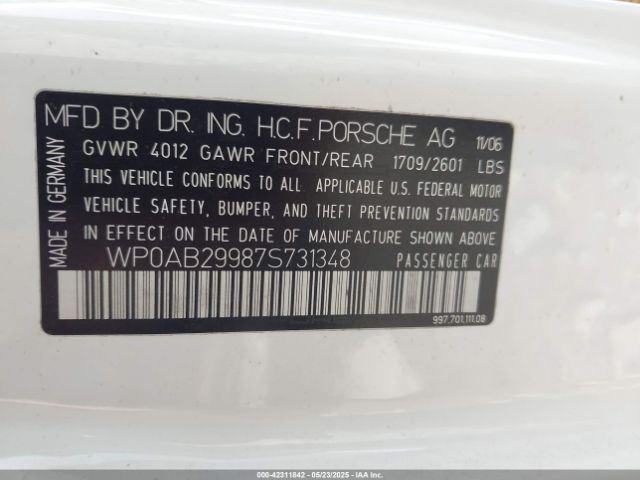 MFD BY DR. ING. H.C.F. PORSCHE AG 11/06
GVWR 4012 GAWR FRONT/REAR 1709/2601 LBS
THIS VEHICLE CONFORMS TO ALL APPLICABLE U.S. FEDERAL MOTOR
VEHICLE SAFETY, BUMPER, AND THEFT PREVENTION STANDARDS
IN EFFECT ON THE DATE OF MANUFACTURE SHOWN ABOVE
WP0AB29987S731348 PASSENGER CAR
997.701.111.08
MADE IN GERMANY
000-42311842 - 05/23/2025 - IAAI.COM